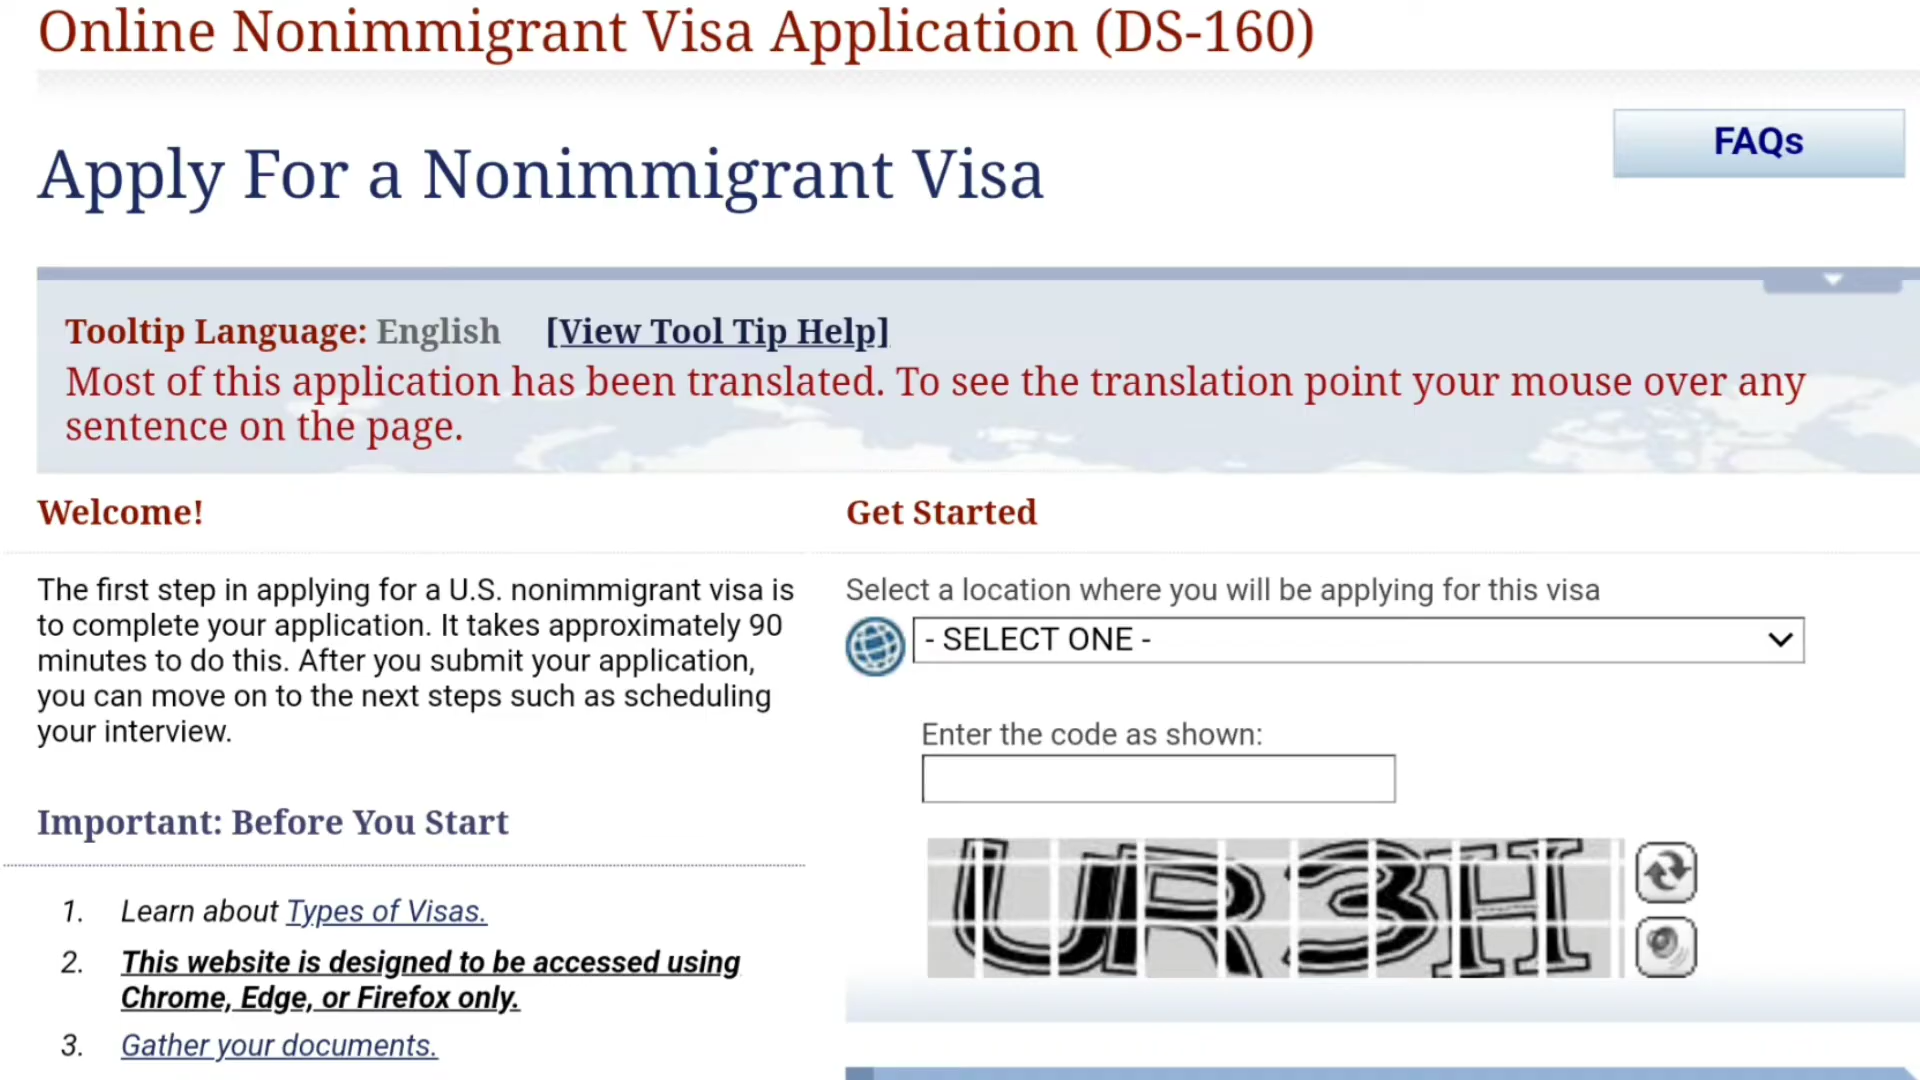 Online Nonimmigrant Visa Application (DS-160)
FAQs
Apply For a Nonimmigrant Visa
Tooltip Language: English [View Tool Tip Help]
Most of this application has been translated. To see the translation point your mouse over any
sentence on the page.
Welcome!
The first step in applying for a U.S. nonimmigrant visa is
to complete your application. It takes approximately 90
minutes to do this. After you submit your application,
you can move on to the next steps such as scheduling
your interview.
Important: Before You Start
1. Learn about Types of Visas.
2. This website is designed to be accessed using
Chrome, Edge, or Firefox only.
3. Gather your documents.
Get Started
Select a location where you will be applying for this visa
- SELECT ONE -
Enter the code as shown:
UR3H